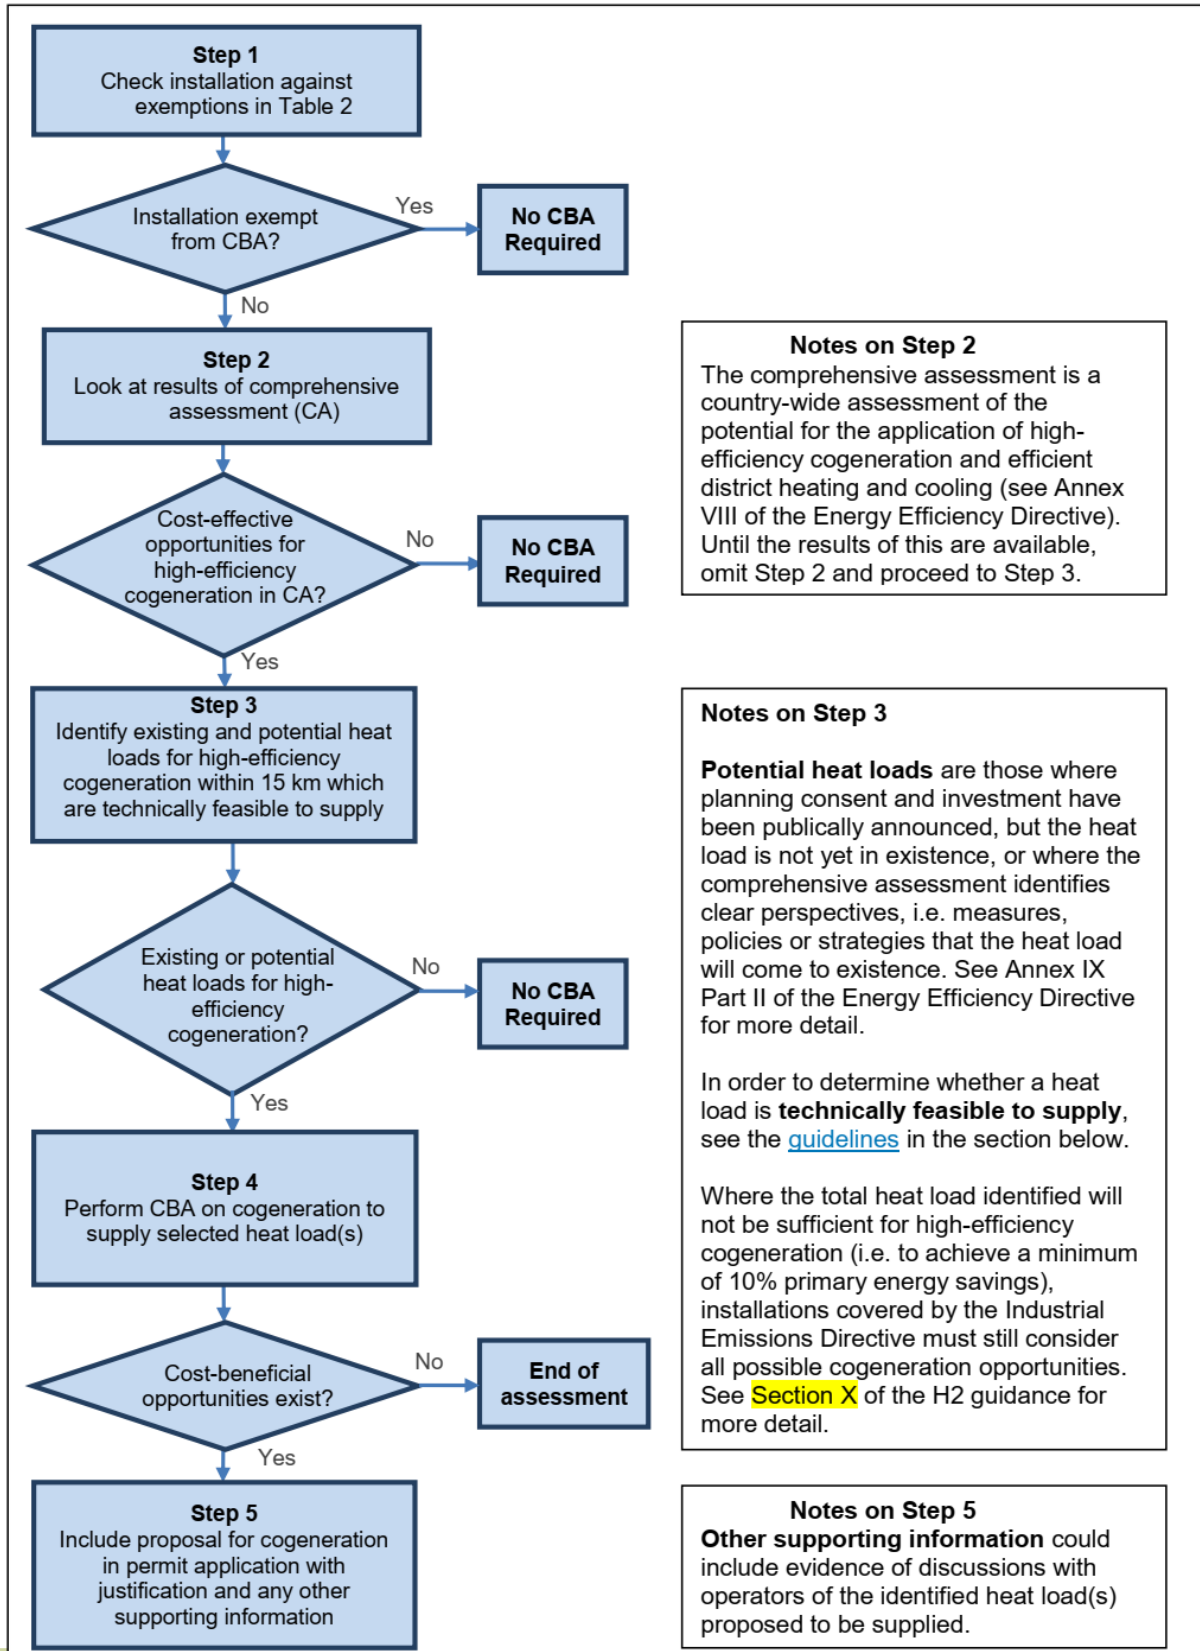 Step 1
Check installation against
exemptions in Table 2
Installation exempt
from CBA?
Yes
No CBA
Required
No
Step 2
Look at results of comprehensive
assessment (CA)
Cost-effective
opportunities for
high-efficiency
cogeneration in CA?
No
No CBA
Required
Yes
Notes on Step 2
The comprehensive assessment is a
country-wide assessment of the
potential for the application of high-
efficiency cogeneration and efficient
district heating and cooling (see Annex
VIII of the Energy Efficiency Directive).
Until the results of this are available,
omit Step 2 and proceed to Step 3.
Step 3
Identify existing and potential heat
loads for high-efficiency
cogeneration within 15 km which
are technically feasible to supply
Existing or potential
heat loads for high-
efficiency
cogeneration?
No
No CBA
Required
Yes
Notes on Step 3
Potential heat loads are those where
planning consent and investment have
been publically announced, but the heat
load is not yet in existence, or where the
comprehensive assessment identifies
clear perspectives, i.e. measures,
policies or strategies that the heat load
will come to existence. See Annex IX
Part II of the Energy Efficiency Directive
for more detail.
In order to determine whether a heat
load is technically feasible to supply,
see the guidelines in the section below.
Where the total heat load identified will
not be sufficient for high-efficiency
cogeneration (i.e. to achieve a minimum
of 10% primary energy savings),
installations covered by the Industrial
Emissions Directive must still consider
all possible cogeneration opportunities.
See Section X of the H2 guidance for
more detail.
Step 4
Perform CBA on cogeneration to
supply selected heat load(s)
Cost-beneficial
opportunities exist?
No
End of
assessment
Yes
Step 5
Include proposal for cogeneration
in permit application with
justification and any other
supporting information
Notes on Step 5
Other supporting information could
include evidence of discussions with
operators of the identified heat load(s)
proposed to be supplied.